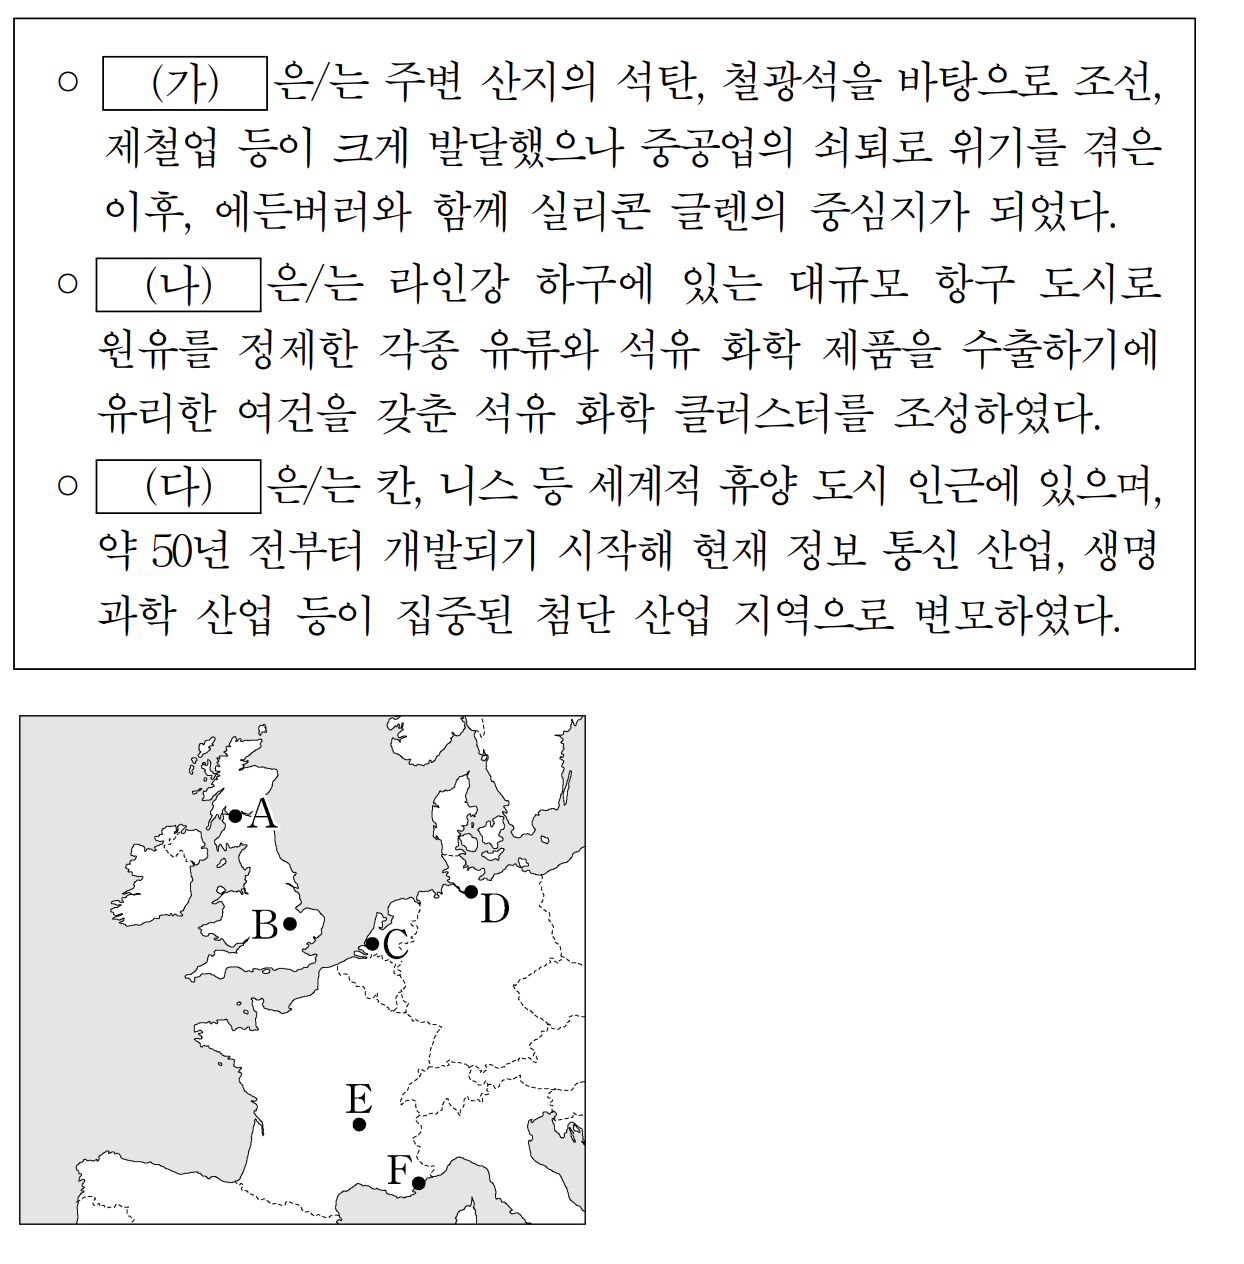 ○ (가) 은/는 주변 산지의 석탄, 철광석을 바탕으로 조선,
제철업 등이 크게 발달했으나 중공업의 쇠퇴로 위기를 겪은
이후, 에든버러와 함께 실리콘 글렌의 중심지가 되었다.
○ (나) 은/는 라인강 하구에 있는 대규모 항구 도시로
원유를 정제한 각종 유류와 석유 화학 제품을 수출하기에
유리한 여건을 갖춘 석유 화학 클러스터를 조성하였다.
○ (다) 은/는 칸, 니스 등 세계적 휴양 도시 인근에 있으며,
약 50년 전부터 개발되기 시작해 현재 정보 통신 산업, 생명
과학 산업 등이 집중된 첨단 산업 지역으로 변모하였다.
A
D
B
C
E
F